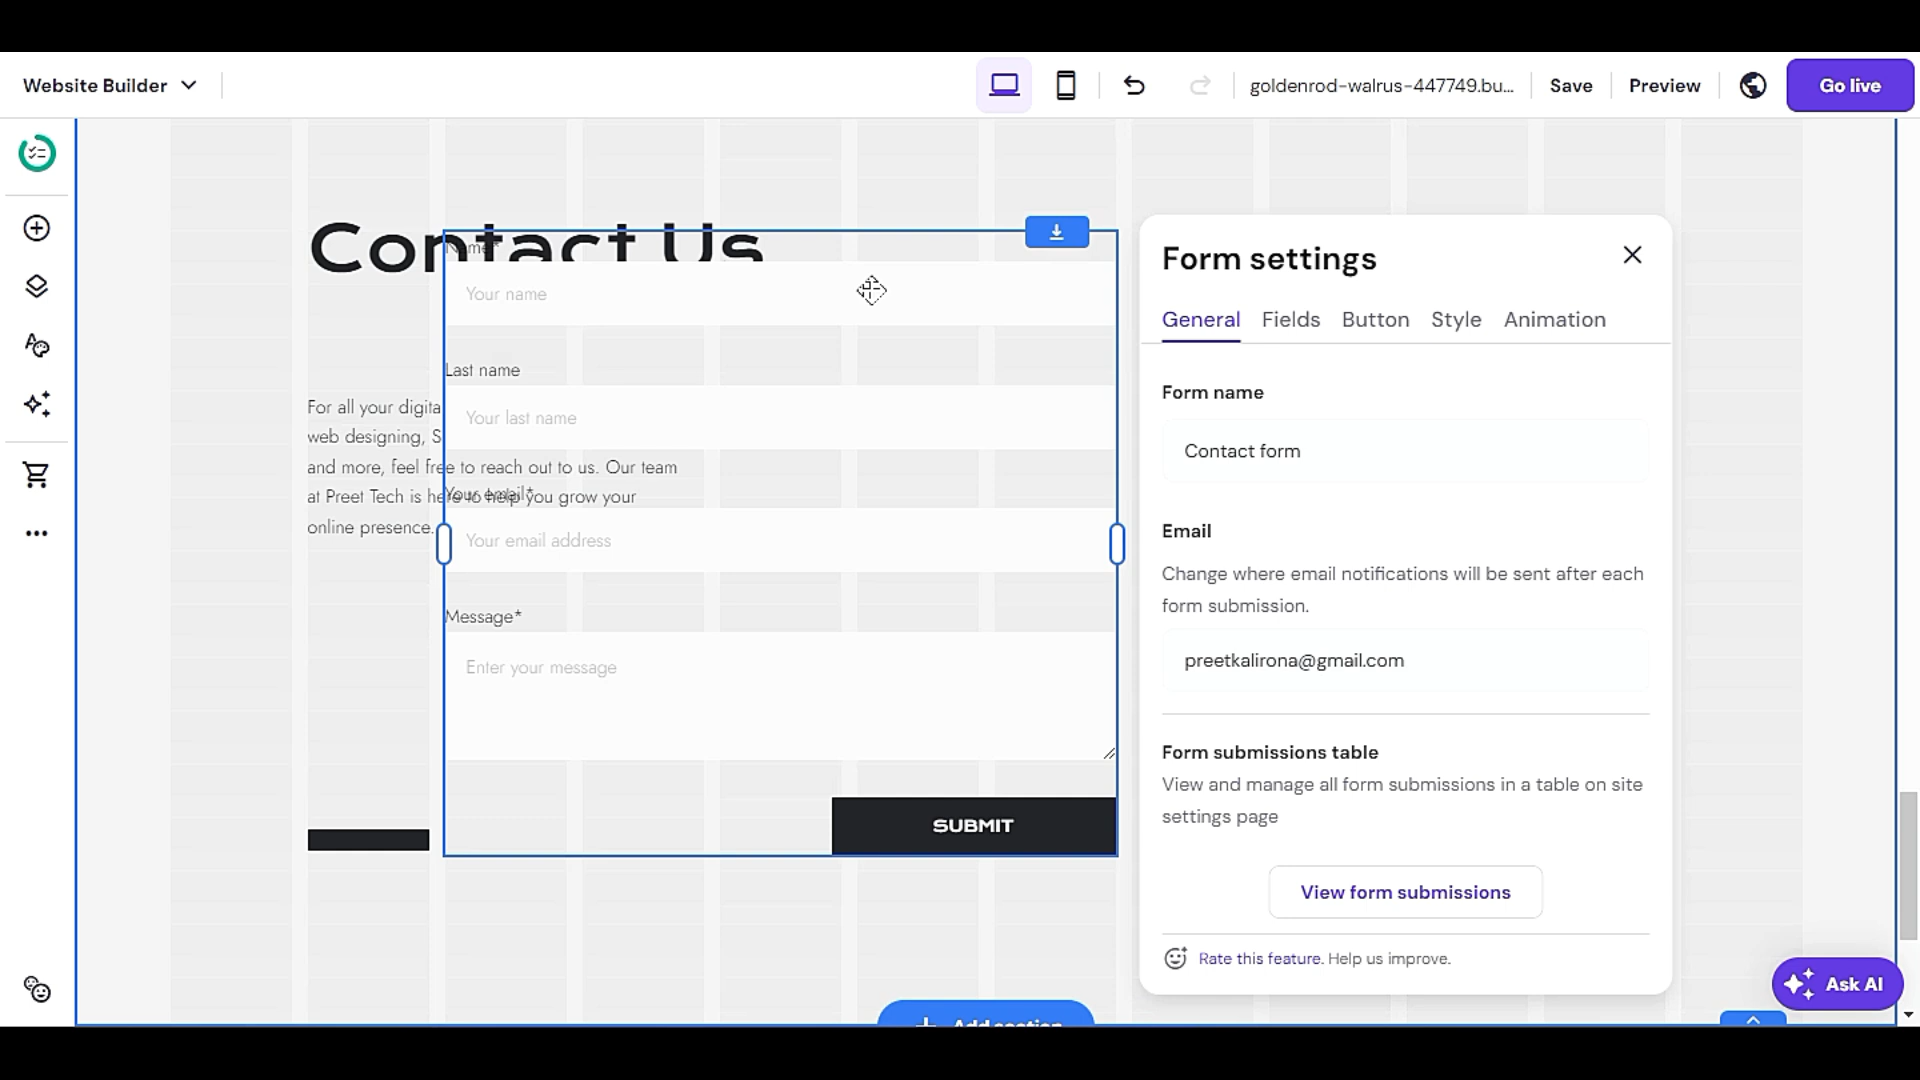 Website Builder
goldenrod-walrus-447749.bu...
Save
Preview
Go live
Contact Us
Name*
Your name
Last name
Your last name
For all your digita
web designing, S
and more, feel free to reach out to us. Our team
at Preet Tech is here to help you grow your
online presence.
Your email*
Your email address
Message*
Enter your message
SUBMIT
Form settings
General
Fields
Button
Style
Animation
Form name
Contact form
Email
Change where email notifications will be sent after each
form submission.
preetkalirona@gmail.com
Form submissions table
View and manage all form submissions in a table on site
settings page
View form submissions
Rate this feature. Help us improve.
Ask AI
Add section